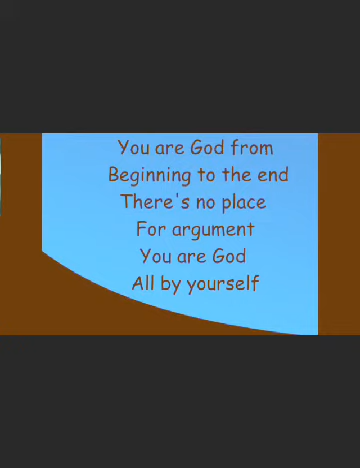 You are God from
Beginning to the end
There's no place
For argument
You are God
All by yourself